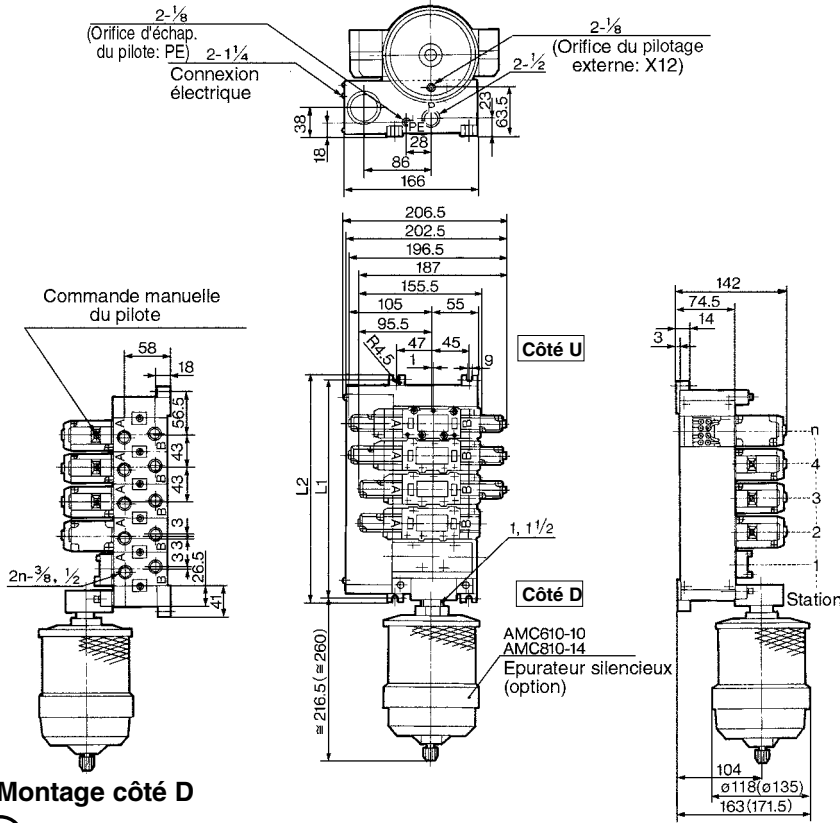 2-1/8
(Orifice d'échap.
du pilote: PE)
2-1 1/4
Connexion
électrique
2-1/8
(Orifice du pilotage
externe: X12)
2-1/2
P
PE
38
18
28
86
166
23
63.5
206.5
202.5
196.5
187
155.5
105
55
95.5
47
45
R4.5
1
9
Côté U
142
74.5
14
3
Commande manuelle
du pilote
58
18
56.5
43
43
3
3
3
26.5
41
A
B
A
B
A
B
A
B
A
B
2n-3/8, 1/2
L2
L1
A
B
A
B
A
B
A
B
1, 1 1/2
Côté D
AMC610-10
AMC810-14
Epurateur silencieux
(option)
≅ 216.5 (≅ 260)
n
4
3
2
1
Station
104
ø118(ø135)
163(171.5)
Montage côté D